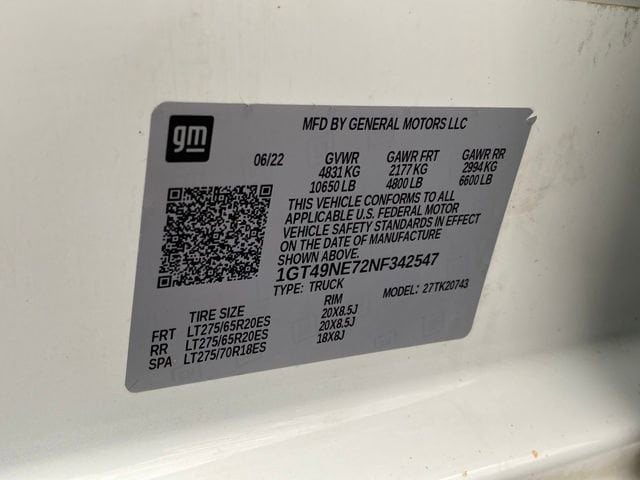 gm
MFD BY GENERAL MOTORS LLC
06/22 GVWR GAWR FRT GAWR RR
4831 KG 2177 KG 2994 KG
10650 LB 4800 LB 6600 LB
THIS VEHICLE CONFORMS TO ALL
APPLICABLE U.S. FEDERAL MOTOR
VEHICLE SAFETY STANDARDS IN EFFECT
ON THE DATE OF MANUFACTURE
SHOWN ABOVE.
1GT49NE72NF342547
TYPE: TRUCK MODEL: 27TK20743
TIRE SIZE RIM
FRT LT275/65R20ES 20X8.5J
RR LT275/65R20ES 20X8.5J
SPA LT275/70R18ES 18X8J